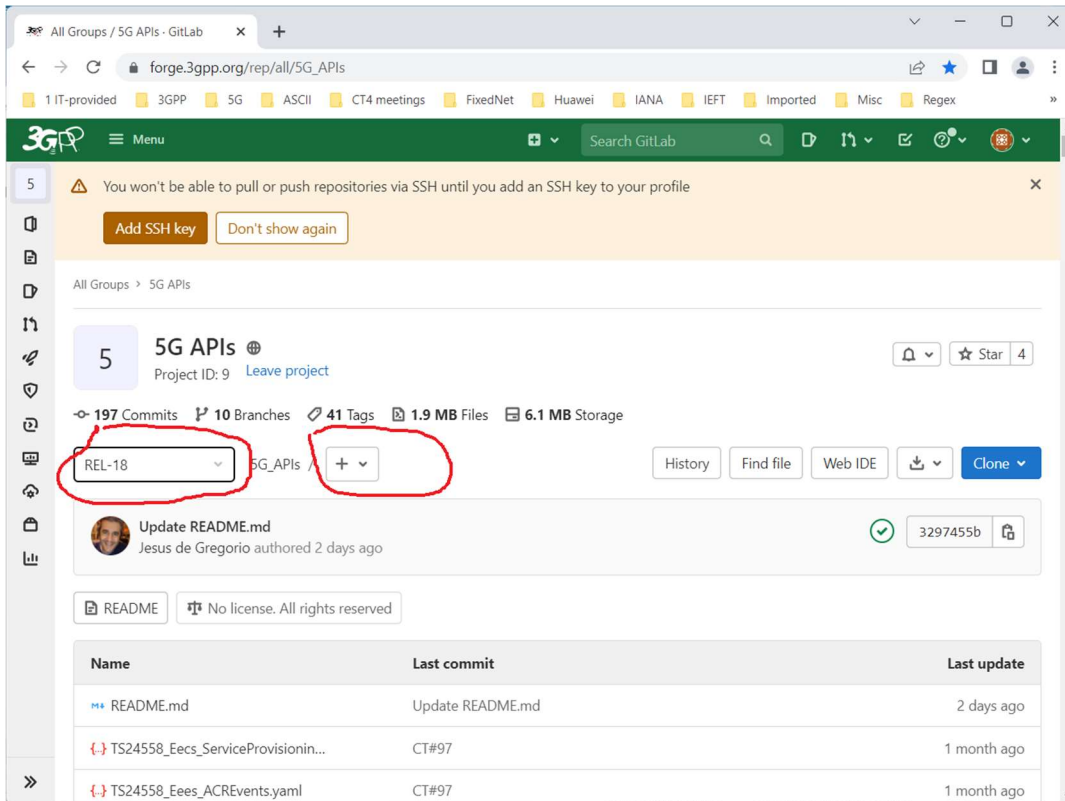 All Groups / 5G APIs · GitLab
forge.3gpp.org/rep/all/5G_APIs
1 IT-provided 3GPP 5G ASCII CT4 meetings FixedNet Huawei IANA IEFT Imported Misc Regex »
3GPP Menu Search GitLab
5
You won't be able to pull or push repositories via SSH until you add an SSH key to your profile
Add SSH key Don't show again
All Groups > 5G APIs
5
5G APIs
Project ID: 9 Leave project
Star 4
197 Commits 10 Branches 41 Tags 1.9 MB Files 6.1 MB Storage
REL-18 5G_APIs / + History Find file Web IDE Clone
Update README.md
Jesus de Gregorio authored 2 days ago
3297455b
README No license. All rights reserved
Name Last commit Last update
README.md Update README.md 2 days ago
{..} TS24558_Eecs_ServiceProvisionin... CT#97 1 month ago
{..} TS24558_Eees_ACREvents.yaml CT#97 1 month ago